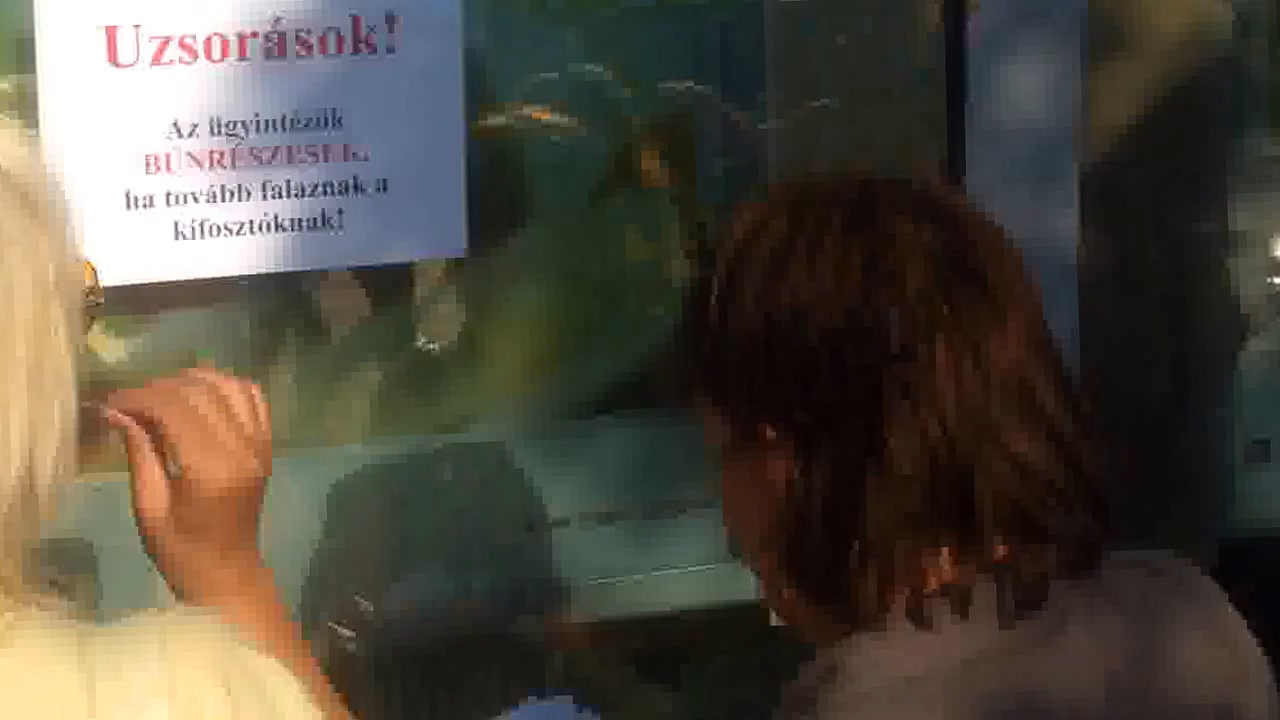 Uzsorások!
Az ügyintézők
BŰNRÉSZESEK,
ha tovább falaznak a
kifosztóknak!